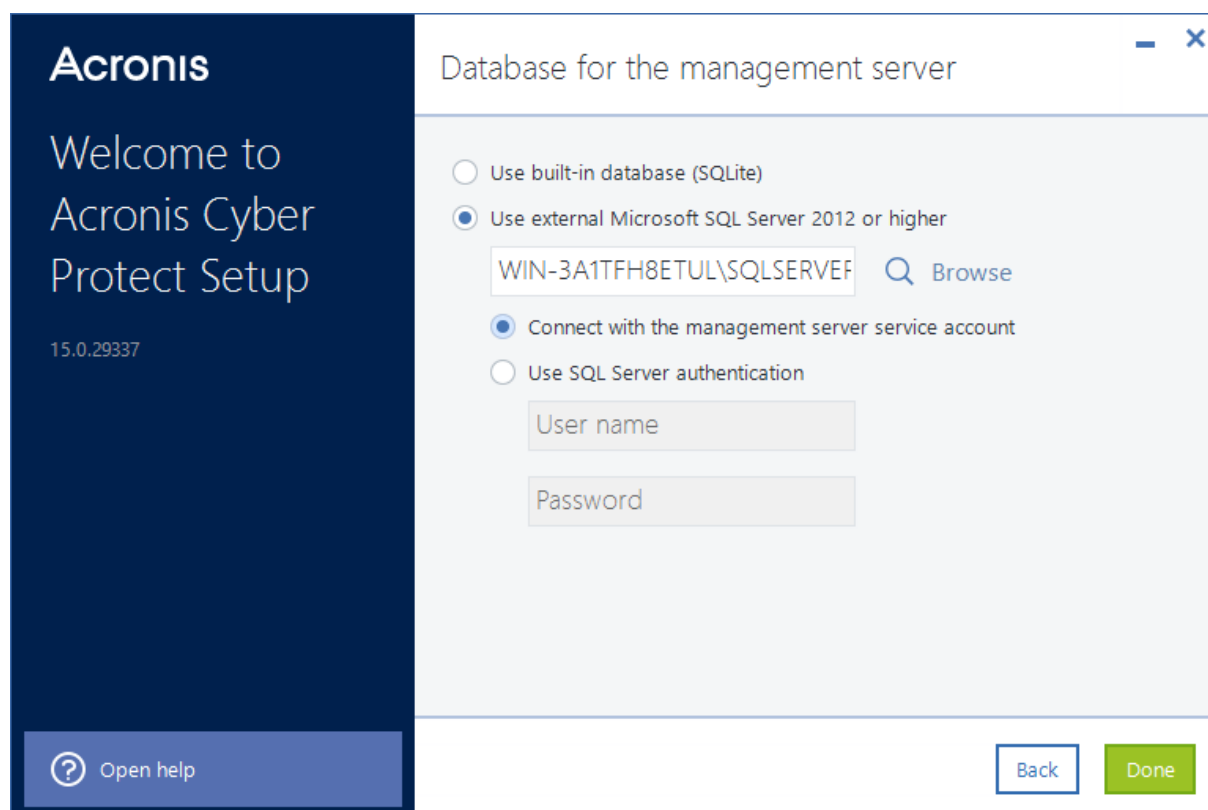 Acronis
Welcome to
Acronis Cyber
Protect Setup
15.0.29337
Open help
Database for the management server
Use built-in database (SQLite)
Use external Microsoft SQL Server 2012 or higher
WIN-3A1TFH8ETUL\SQLSERVER
Browse
Connect with the management server service account
Use SQL Server authentication
User name
Password
Back
Done